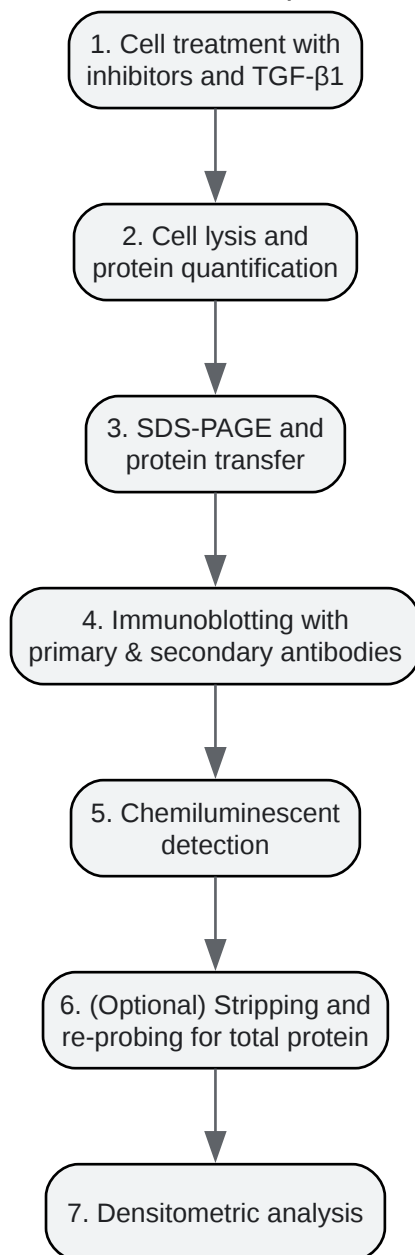 1. Cell treatment with
inhibitors and TGF-β1
2. Cell lysis and
protein quantification
3. SDS-PAGE and
protein transfer
4. Immunoblotting with
primary & secondary antibodies
5. Chemiluminescent
detection
6. (Optional) Stripping and
re-probing for total protein
7. Densitometric analysis